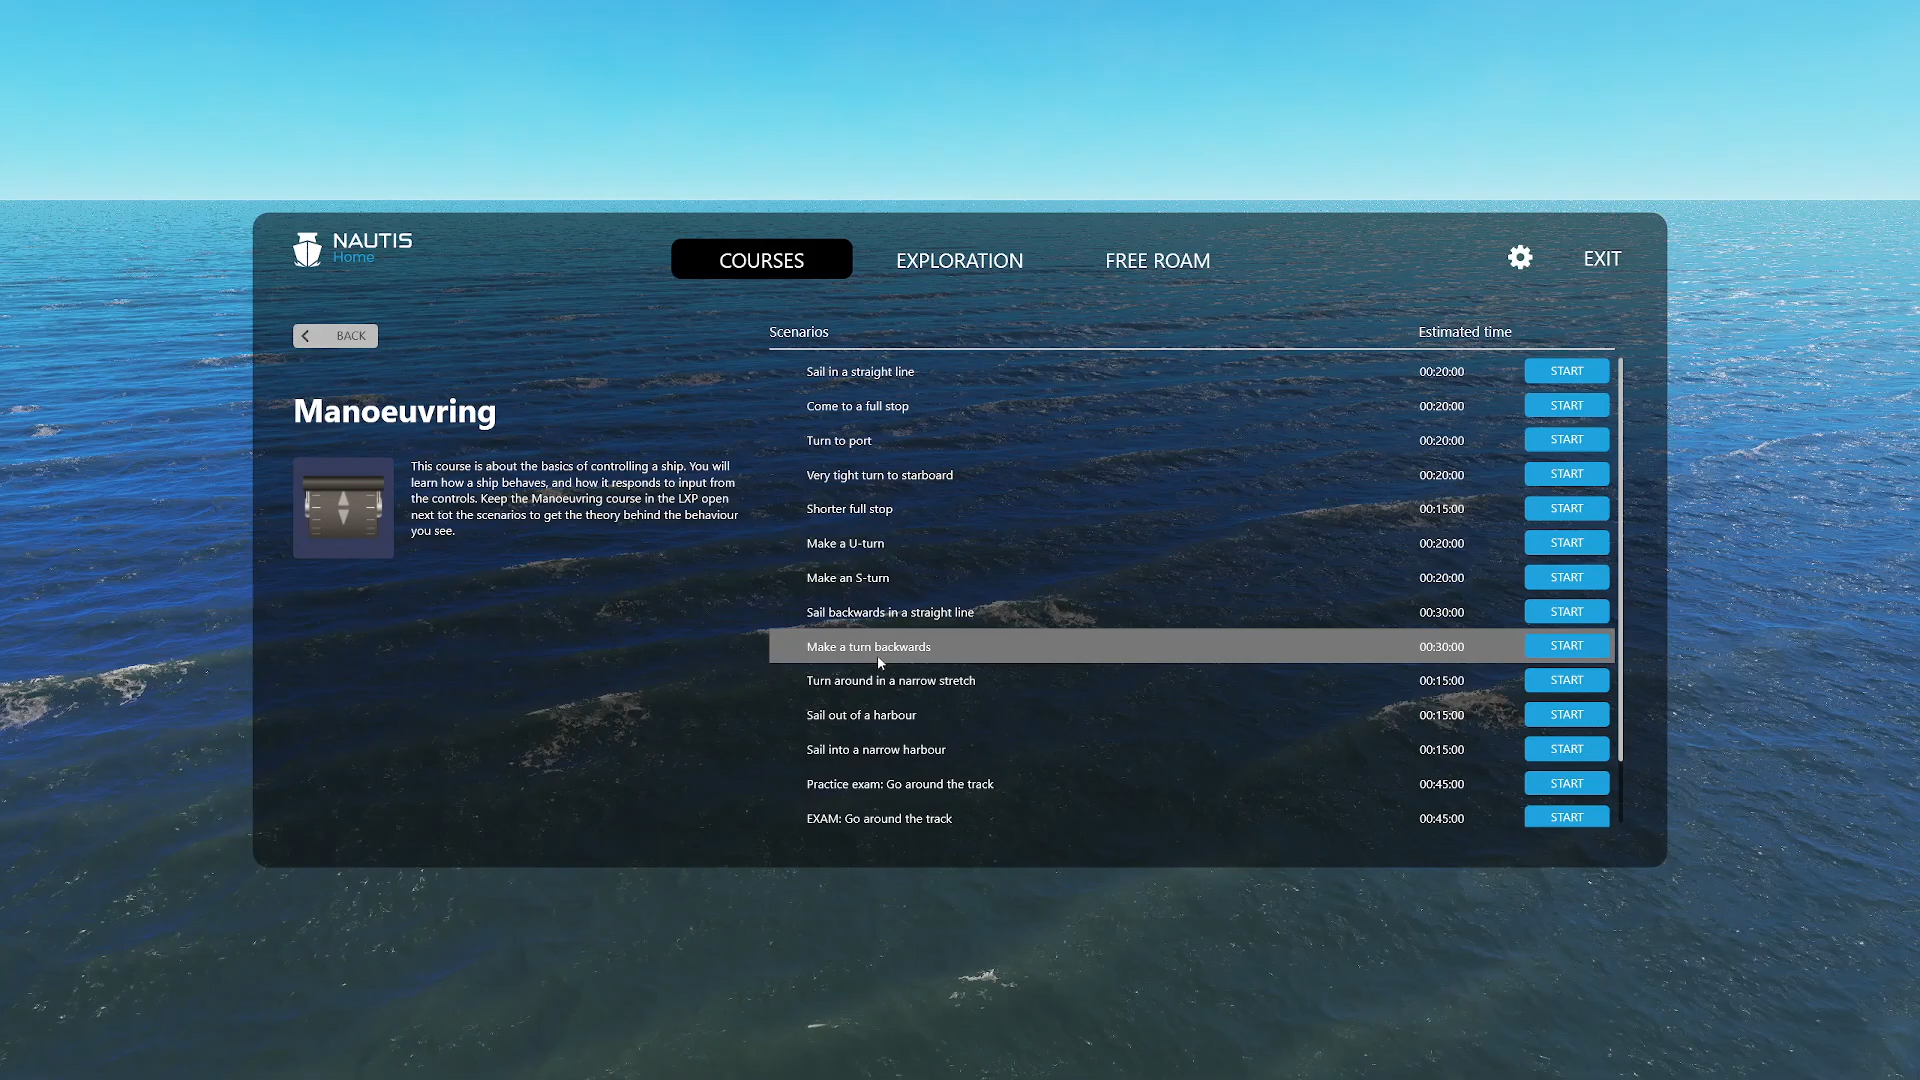 NAUTIS
Home
COURSES
EXPLORATION
FREE ROAM
EXIT
BACK
Manoeuvring
This course is about the basics of controlling a ship. You will
learn how a ship behaves, and how it responds to input from
the controls. Keep the Manoeuvring course in the LXP open
next tot the scenarios to get the theory behind the behaviour
you see.
Scenarios Estimated time
Sail in a straight line 00:20:00 START
Come to a full stop 00:20:00 START
Turn to port 00:20:00 START
Very tight turn to starboard 00:20:00 START
Shorter full stop 00:15:00 START
Make a U-turn 00:20:00 START
Make an S-turn 00:20:00 START
Sail backwards in a straight line 00:30:00 START
Make a turn backwards 00:30:00 START
Turn around in a narrow stretch 00:15:00 START
Sail out of a harbour 00:15:00 START
Sail into a narrow harbour 00:15:00 START
Practice exam: Go around the track 00:45:00 START
EXAM: Go around the track 00:45:00 START